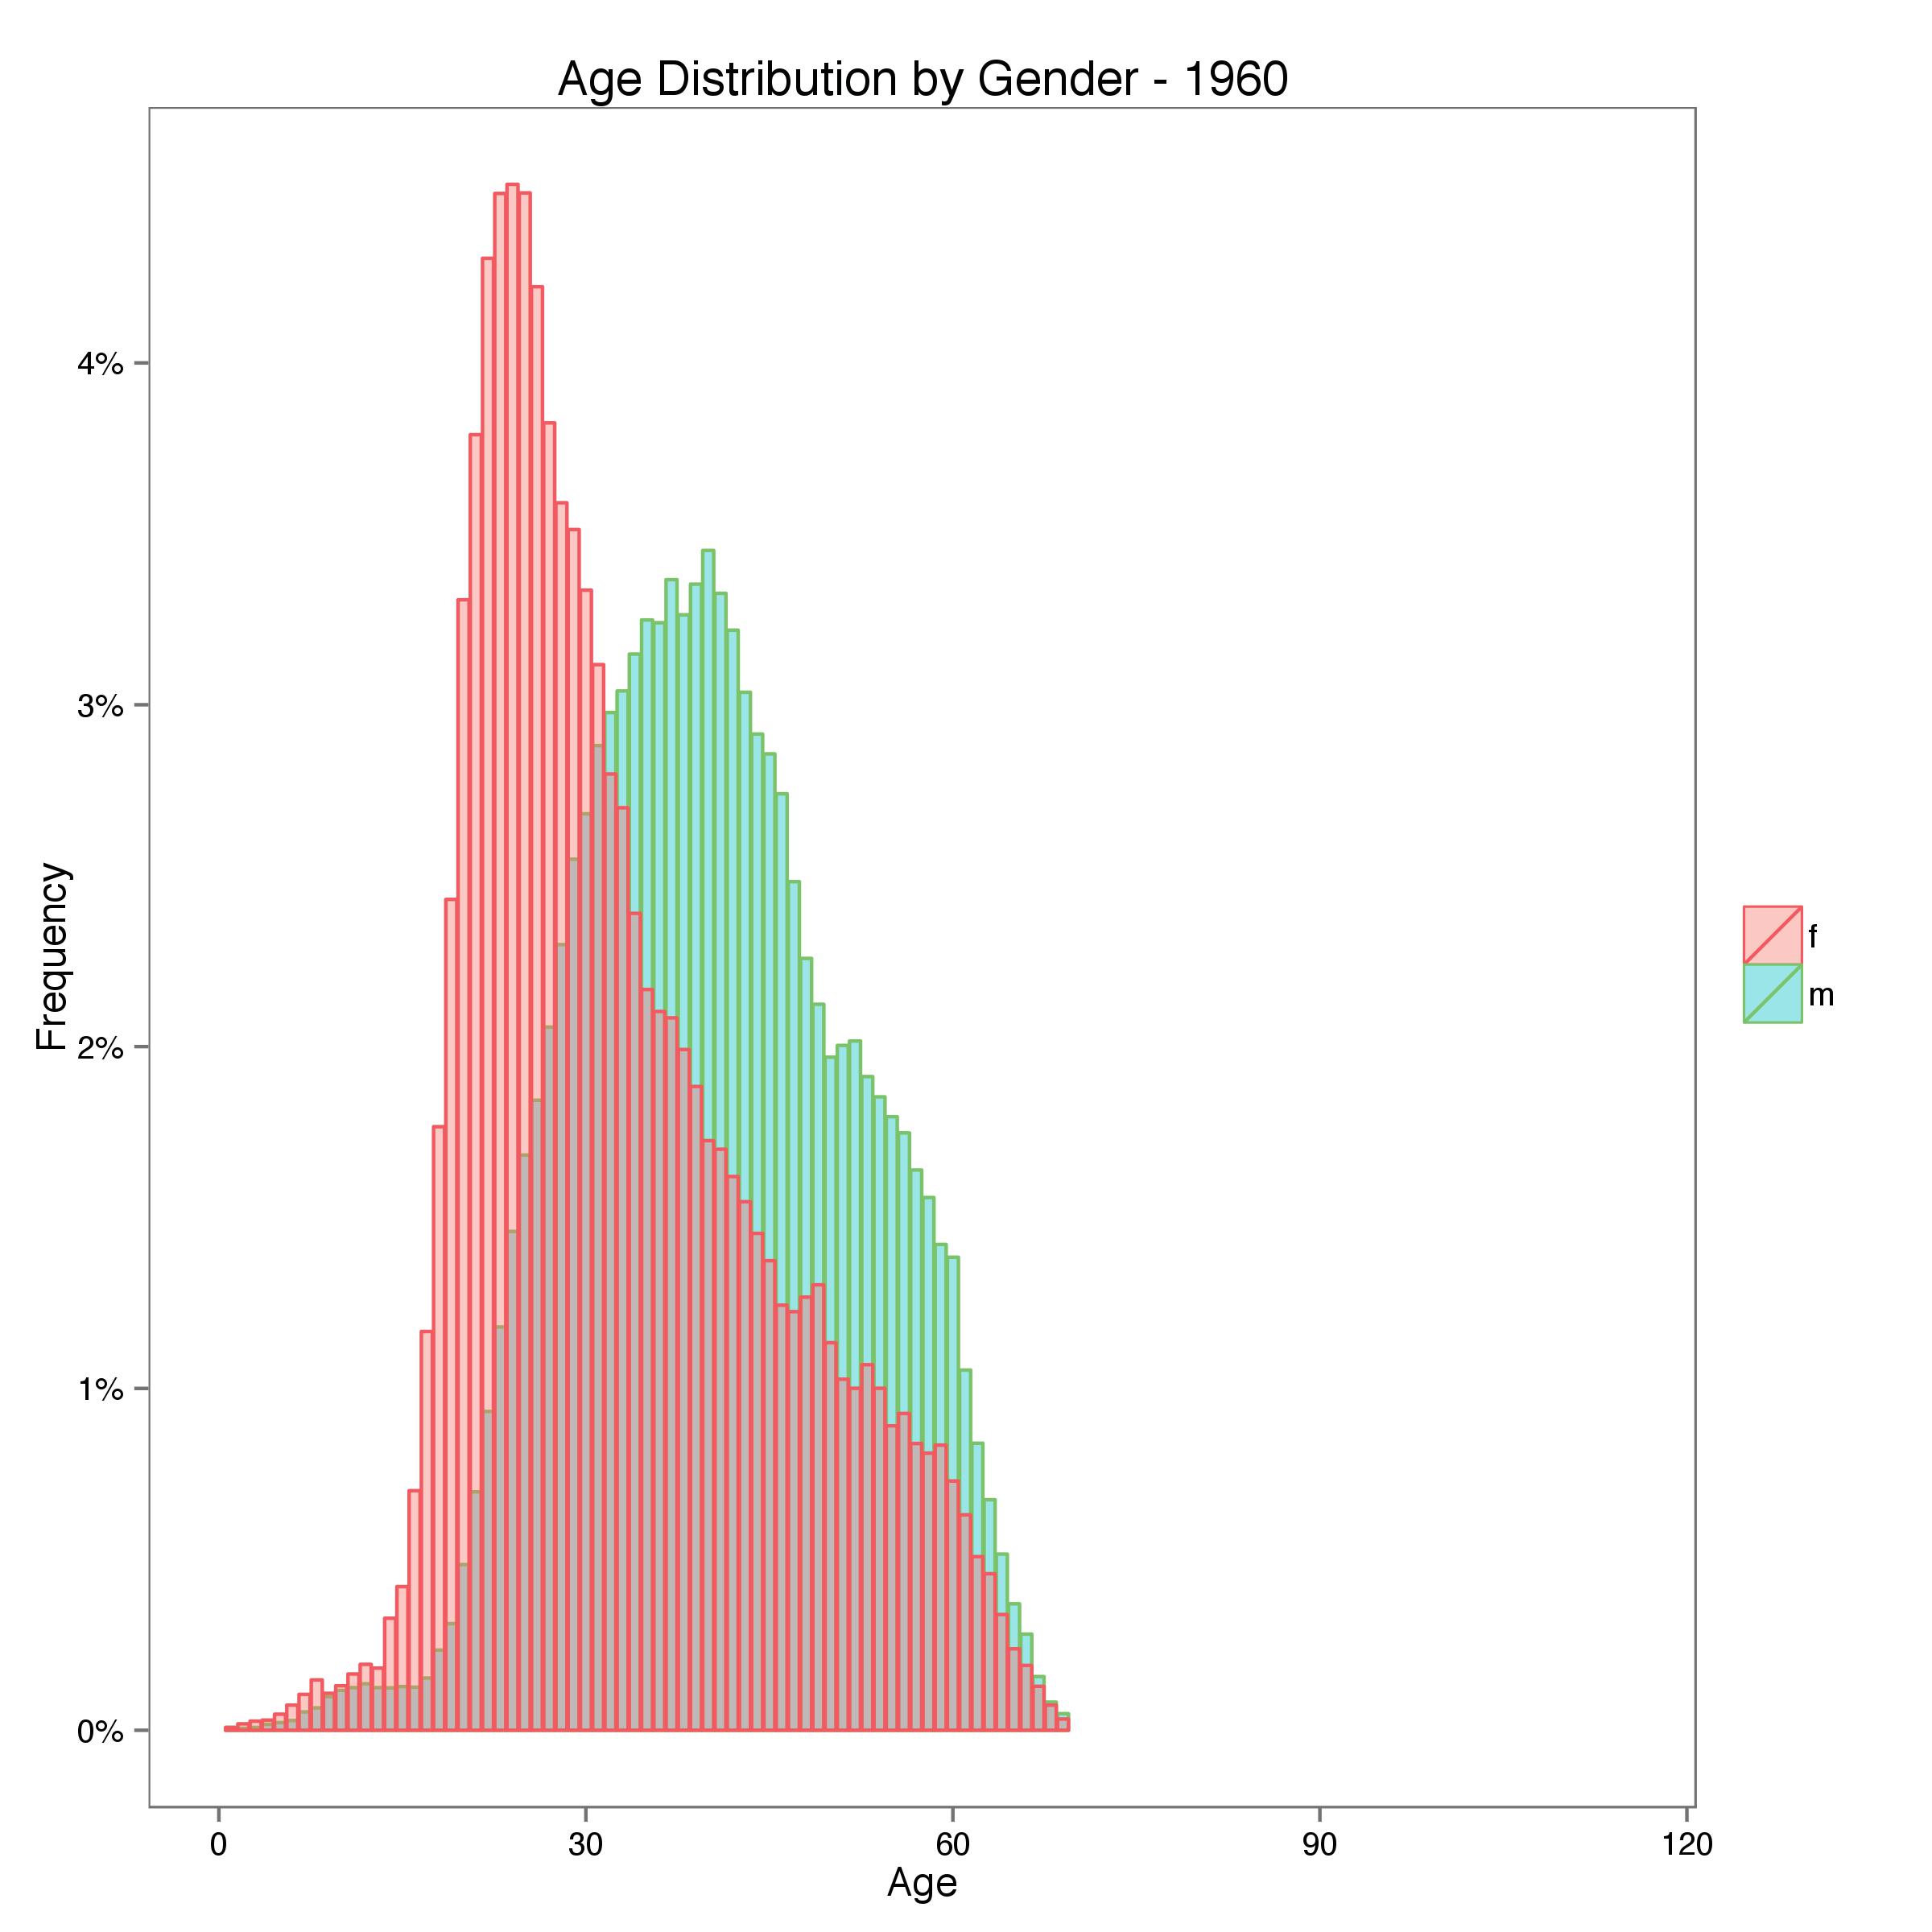 Age Distribution by Gender - 1960
Frequency
4%
3%
2%
1%
0%
0 30 60 90 120
Age
f
m